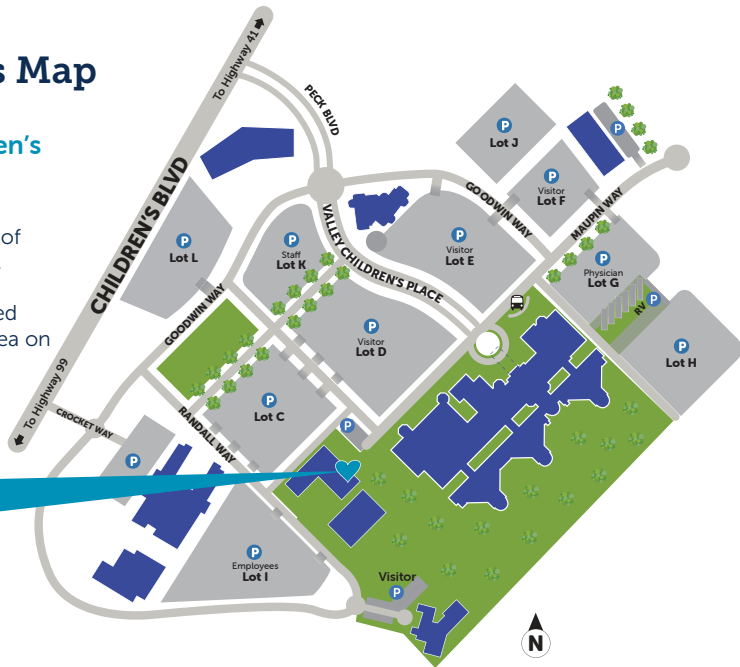 s Map
en's
of
ed
ea on
To Highway 41
PECK BLVD
CHILDREN'S BLVD
P
Lot J
P
P
Visitor
Lot F
GOODWIN WAY
MAUPIN WAY
P
Lot L
P
Staff
Lot K
VALLEY CHILDREN'S PLACE
P
Visitor
Lot E
P
Physician
Lot G
P
RV
P
Lot H
GOODWIN WAY
P
Visitor
Lot D
To Highway 99
CROCKET WAY
P
Lot C
P
RANDALL WAY
P
P
Employees
Lot I
Visitor
P
N